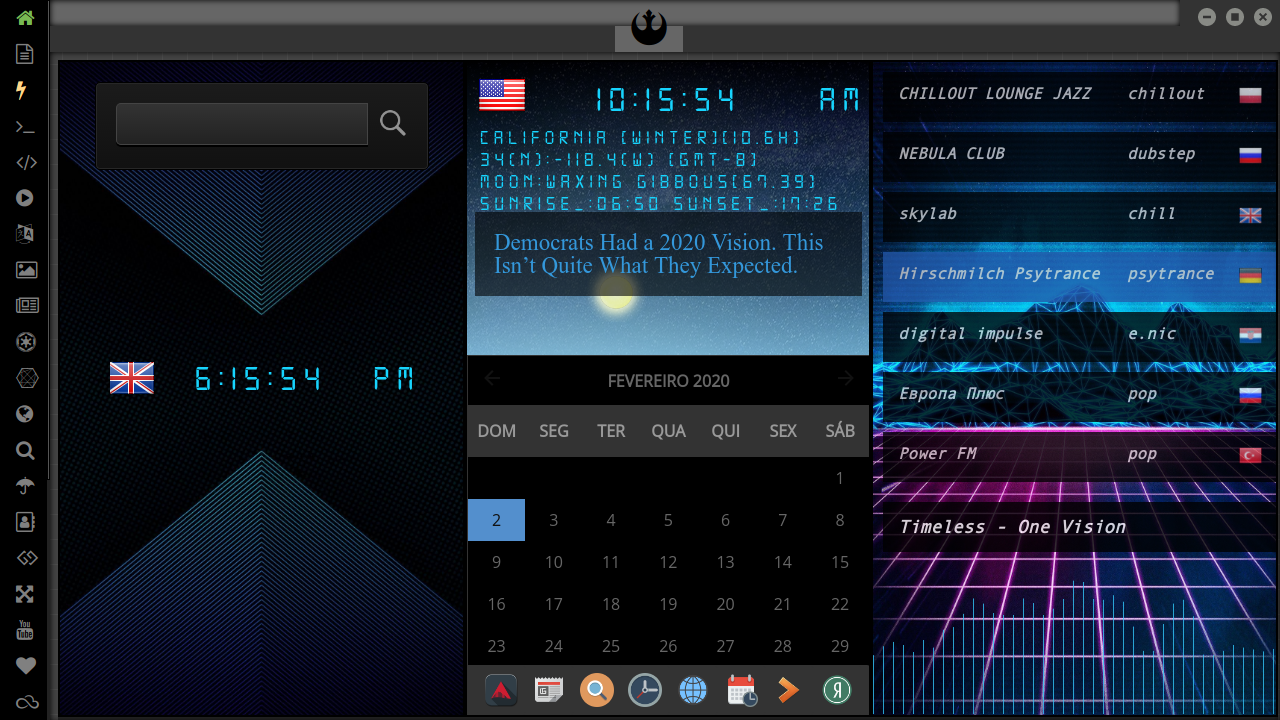 6:15:54 PM
10:15:54 AM
CALIFORNIA (WINTER)(10.6H)
34(N):-118.4(W) (GMT-8)
MOON:WAXING GIBBOUS(67.39)
SUNRISE_:06:50 SUNSET_:17:26
Democrats Had a 2020 Vision. This
Isn’t Quite What They Expected.
FEVEREIRO 2020
DOM SEG TER QUA QUI SEX SÁB
1
2 3 4 5 6 7 8
9 10 11 12 13 14 15
16 17 18 19 20 21 22
23 24 25 26 27 28 29
CHILLOUT LOUNGE JAZZ chillout
NEBULA CLUB dubstep
skylab chill
Hirschmilch Psytrance psytrance
digital impulse e.nic
Европа Плюс pop
Power FM pop
Timeless - One Vision
You
Tube
Я